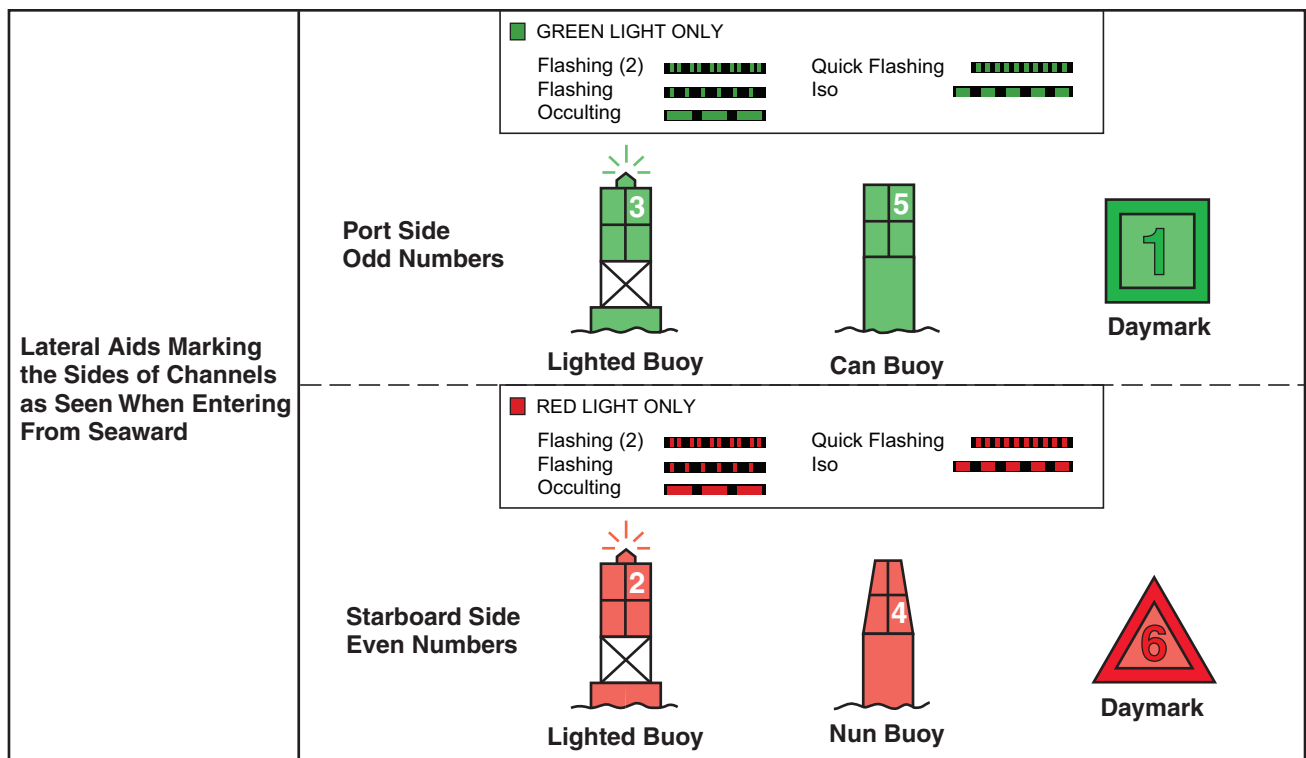 Lateral Aids Marking
the Sides of Channels
as Seen When Entering
From Seaward
GREEN LIGHT ONLY
Flashing (2)
Quick Flashing
Flashing
Iso
Occulting
Port Side
Odd Numbers
3
5
1
Lighted Buoy
Can Buoy
Daymark
RED LIGHT ONLY
Flashing (2)
Quick Flashing
Flashing
Iso
Occulting
Starboard Side
Even Numbers
2
4
6
Lighted Buoy
Nun Buoy
Daymark